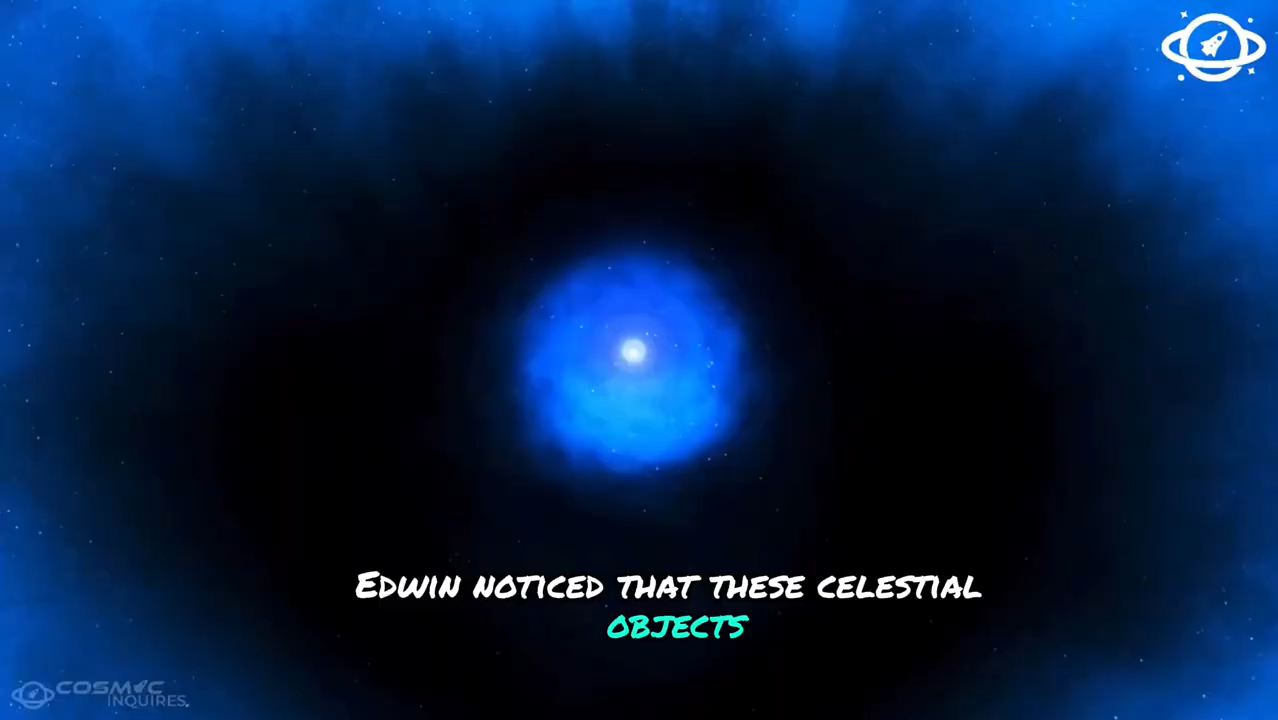 EDWIN NOTICED THAT THESE CELESTIAL
OBJECTS
COSMIC
INQUIRES